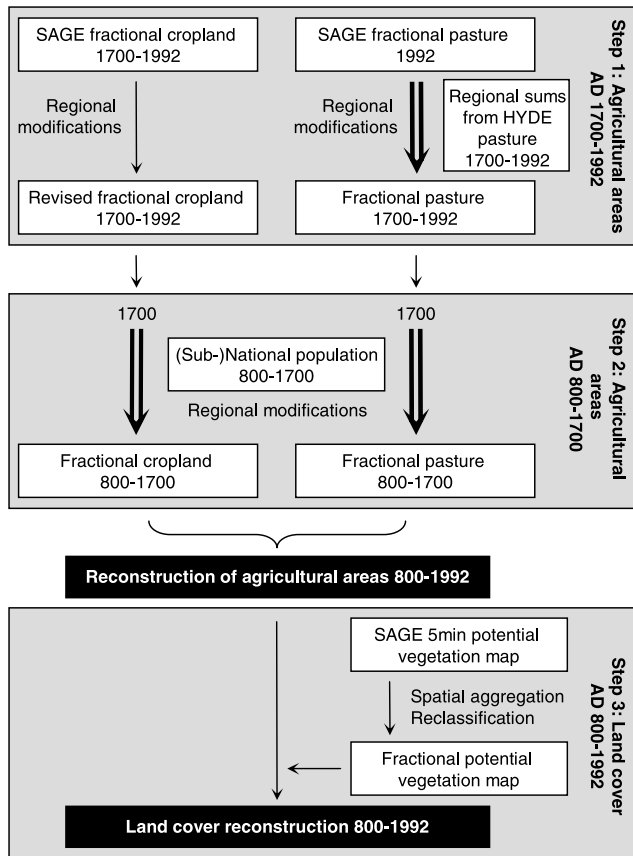 SAGE fractional cropland
1700-1992
SAGE fractional pasture
1992
Regional
modifications
Regional
modifications
Regional sums
from HYDE
pasture
1700-1992
Revised fractional cropland
1700-1992
Fractional pasture
1700-1992
Step 1: Agricultural areas
AD 1700-1992
1700
1700
(Sub-)National population
800-1700
Regional modifications
Fractional cropland
800-1700
Fractional pasture
800-1700
Step 2: Agricultural
areas
AD 800-1700
Reconstruction of agricultural areas 800-1992
SAGE 5min potential
vegetation map
Spatial aggregation
Reclassification
Fractional potential
vegetation map
Land cover reconstruction 800-1992
Step 3: Land cover
AD 800-1992